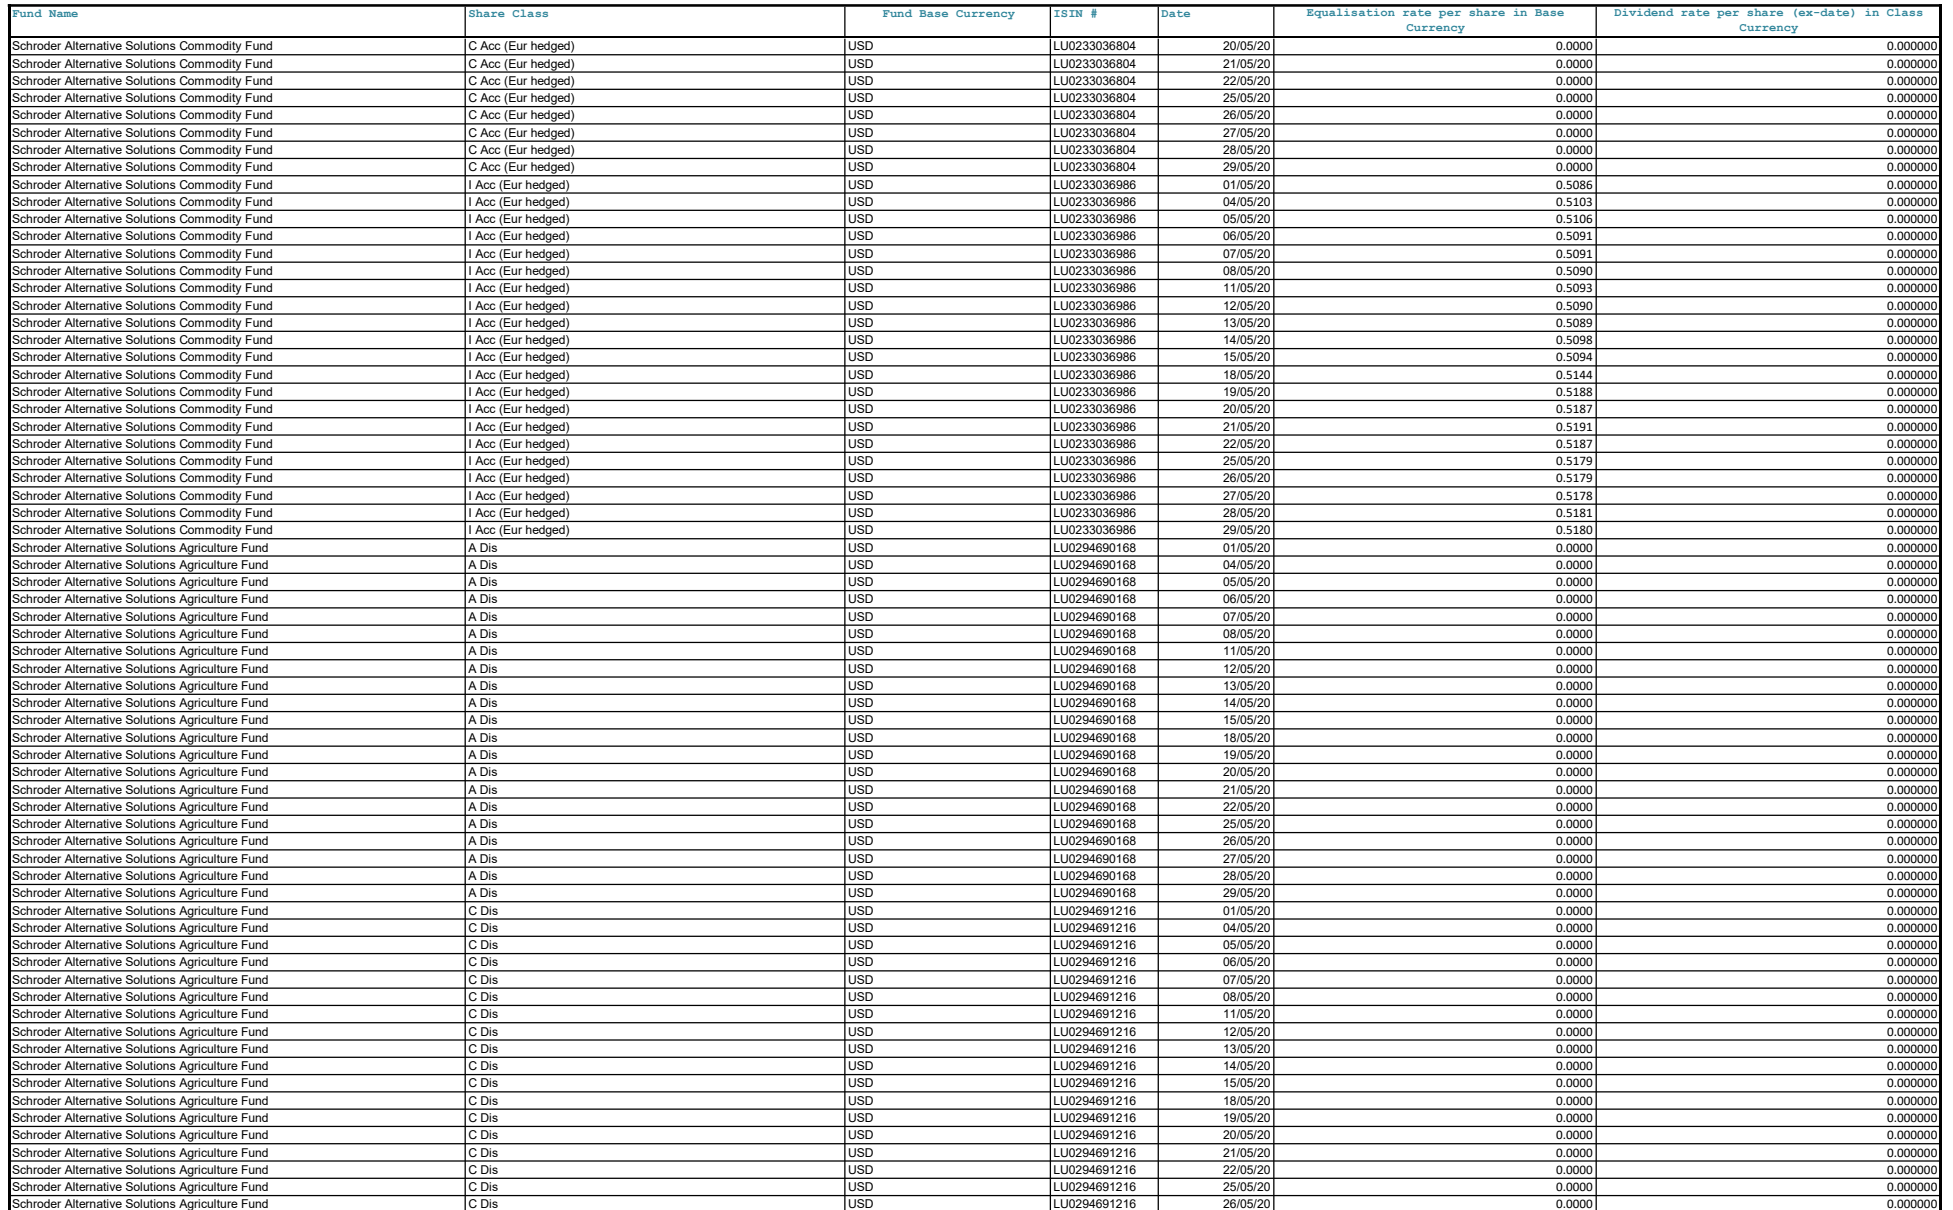 Fund Name Share Class Fund Base Currency ISIN # Date Equalisation rate per share in Base Currency Dividend rate per share (ex-date) in Class Currency
Schroder Alternative Solutions Commodity Fund C Acc (Eur hedged) USD LU0233036804 20/05/20 0.0000 0.000000
Schroder Alternative Solutions Commodity Fund C Acc (Eur hedged) USD LU0233036804 21/05/20 0.0000 0.000000
Schroder Alternative Solutions Commodity Fund C Acc (Eur hedged) USD LU0233036804 22/05/20 0.0000 0.000000
Schroder Alternative Solutions Commodity Fund C Acc (Eur hedged) USD LU0233036804 25/05/20 0.0000 0.000000
Schroder Alternative Solutions Commodity Fund C Acc (Eur hedged) USD LU0233036804 26/05/20 0.0000 0.000000
Schroder Alternative Solutions Commodity Fund C Acc (Eur hedged) USD LU0233036804 27/05/20 0.0000 0.000000
Schroder Alternative Solutions Commodity Fund C Acc (Eur hedged) USD LU0233036804 28/05/20 0.0000 0.000000
Schroder Alternative Solutions Commodity Fund C Acc (Eur hedged) USD LU0233036804 29/05/20 0.0000 0.000000
Schroder Alternative Solutions Commodity Fund I Acc (Eur hedged) USD LU0233036986 01/05/20 0.5086 0.000000
Schroder Alternative Solutions Commodity Fund I Acc (Eur hedged) USD LU0233036986 04/05/20 0.5103 0.000000
Schroder Alternative Solutions Commodity Fund I Acc (Eur hedged) USD LU0233036986 05/05/20 0.5106 0.000000
Schroder Alternative Solutions Commodity Fund I Acc (Eur hedged) USD LU0233036986 06/05/20 0.5091 0.000000
Schroder Alternative Solutions Commodity Fund I Acc (Eur hedged) USD LU0233036986 07/05/20 0.5091 0.000000
Schroder Alternative Solutions Commodity Fund I Acc (Eur hedged) USD LU0233036986 08/05/20 0.5090 0.000000
Schroder Alternative Solutions Commodity Fund I Acc (Eur hedged) USD LU0233036986 11/05/20 0.5093 0.000000
Schroder Alternative Solutions Commodity Fund I Acc (Eur hedged) USD LU0233036986 12/05/20 0.5090 0.000000
Schroder Alternative Solutions Commodity Fund I Acc (Eur hedged) USD LU0233036986 13/05/20 0.5089 0.000000
Schroder Alternative Solutions Commodity Fund I Acc (Eur hedged) USD LU0233036986 14/05/20 0.5098 0.000000
Schroder Alternative Solutions Commodity Fund I Acc (Eur hedged) USD LU0233036986 15/05/20 0.5094 0.000000
Schroder Alternative Solutions Commodity Fund I Acc (Eur hedged) USD LU0233036986 18/05/20 0.5144 0.000000
Schroder Alternative Solutions Commodity Fund I Acc (Eur hedged) USD LU0233036986 19/05/20 0.5188 0.000000
Schroder Alternative Solutions Commodity Fund I Acc (Eur hedged) USD LU0233036986 20/05/20 0.5187 0.000000
Schroder Alternative Solutions Commodity Fund I Acc (Eur hedged) USD LU0233036986 21/05/20 0.5191 0.000000
Schroder Alternative Solutions Commodity Fund I Acc (Eur hedged) USD LU0233036986 22/05/20 0.5187 0.000000
Schroder Alternative Solutions Commodity Fund I Acc (Eur hedged) USD LU0233036986 25/05/20 0.5179 0.000000
Schroder Alternative Solutions Commodity Fund I Acc (Eur hedged) USD LU0233036986 26/05/20 0.5179 0.000000
Schroder Alternative Solutions Commodity Fund I Acc (Eur hedged) USD LU0233036986 27/05/20 0.5178 0.000000
Schroder Alternative Solutions Commodity Fund I Acc (Eur hedged) USD LU0233036986 28/05/20 0.5181 0.000000
Schroder Alternative Solutions Commodity Fund I Acc (Eur hedged) USD LU0233036986 29/05/20 0.5180 0.000000
Schroder Alternative Solutions Agriculture Fund A Dis USD LU0294690168 01/05/20 0.0000 0.000000
Schroder Alternative Solutions Agriculture Fund A Dis USD LU0294690168 04/05/20 0.0000 0.000000
Schroder Alternative Solutions Agriculture Fund A Dis USD LU0294690168 05/05/20 0.0000 0.000000
Schroder Alternative Solutions Agriculture Fund A Dis USD LU0294690168 06/05/20 0.0000 0.000000
Schroder Alternative Solutions Agriculture Fund A Dis USD LU0294690168 07/05/20 0.0000 0.000000
Schroder Alternative Solutions Agriculture Fund A Dis USD LU0294690168 08/05/20 0.0000 0.000000
Schroder Alternative Solutions Agriculture Fund A Dis USD LU0294690168 11/05/20 0.0000 0.000000
Schroder Alternative Solutions Agriculture Fund A Dis USD LU0294690168 12/05/20 0.0000 0.000000
Schroder Alternative Solutions Agriculture Fund A Dis USD LU0294690168 13/05/20 0.0000 0.000000
Schroder Alternative Solutions Agriculture Fund A Dis USD LU0294690168 14/05/20 0.0000 0.000000
Schroder Alternative Solutions Agriculture Fund A Dis USD LU0294690168 15/05/20 0.0000 0.000000
Schroder Alternative Solutions Agriculture Fund A Dis USD LU0294690168 18/05/20 0.0000 0.000000
Schroder Alternative Solutions Agriculture Fund A Dis USD LU0294690168 19/05/20 0.0000 0.000000
Schroder Alternative Solutions Agriculture Fund A Dis USD LU0294690168 20/05/20 0.0000 0.000000
Schroder Alternative Solutions Agriculture Fund A Dis USD LU0294690168 21/05/20 0.0000 0.000000
Schroder Alternative Solutions Agriculture Fund A Dis USD LU0294690168 22/05/20 0.0000 0.000000
Schroder Alternative Solutions Agriculture Fund A Dis USD LU0294690168 25/05/20 0.0000 0.000000
Schroder Alternative Solutions Agriculture Fund A Dis USD LU0294690168 26/05/20 0.0000 0.000000
Schroder Alternative Solutions Agriculture Fund A Dis USD LU0294690168 27/05/20 0.0000 0.000000
Schroder Alternative Solutions Agriculture Fund A Dis USD LU0294690168 28/05/20 0.0000 0.000000
Schroder Alternative Solutions Agriculture Fund A Dis USD LU0294690168 29/05/20 0.0000 0.000000
Schroder Alternative Solutions Agriculture Fund C Dis USD LU0294691216 01/05/20 0.0000 0.000000
Schroder Alternative Solutions Agriculture Fund C Dis USD LU0294691216 04/05/20 0.0000 0.000000
Schroder Alternative Solutions Agriculture Fund C Dis USD LU0294691216 05/05/20 0.0000 0.000000
Schroder Alternative Solutions Agriculture Fund C Dis USD LU0294691216 06/05/20 0.0000 0.000000
Schroder Alternative Solutions Agriculture Fund C Dis USD LU0294691216 07/05/20 0.0000 0.000000
Schroder Alternative Solutions Agriculture Fund C Dis USD LU0294691216 08/05/20 0.0000 0.000000
Schroder Alternative Solutions Agriculture Fund C Dis USD LU0294691216 11/05/20 0.0000 0.000000
Schroder Alternative Solutions Agriculture Fund C Dis USD LU0294691216 12/05/20 0.0000 0.000000
Schroder Alternative Solutions Agriculture Fund C Dis USD LU0294691216 13/05/20 0.0000 0.000000
Schroder Alternative Solutions Agriculture Fund C Dis USD LU0294691216 14/05/20 0.0000 0.000000
Schroder Alternative Solutions Agriculture Fund C Dis USD LU0294691216 15/05/20 0.0000 0.000000
Schroder Alternative Solutions Agriculture Fund C Dis USD LU0294691216 18/05/20 0.0000 0.000000
Schroder Alternative Solutions Agriculture Fund C Dis USD LU0294691216 19/05/20 0.0000 0.000000
Schroder Alternative Solutions Agriculture Fund C Dis USD LU0294691216 20/05/20 0.0000 0.000000
Schroder Alternative Solutions Agriculture Fund C Dis USD LU0294691216 21/05/20 0.0000 0.000000
Schroder Alternative Solutions Agriculture Fund C Dis USD LU0294691216 22/05/20 0.0000 0.000000
Schroder Alternative Solutions Agriculture Fund C Dis USD LU0294691216 25/05/20 0.0000 0.000000
Schroder Alternative Solutions Agriculture Fund C Dis USD LU0294691216 26/05/20 0.0000 0.000000